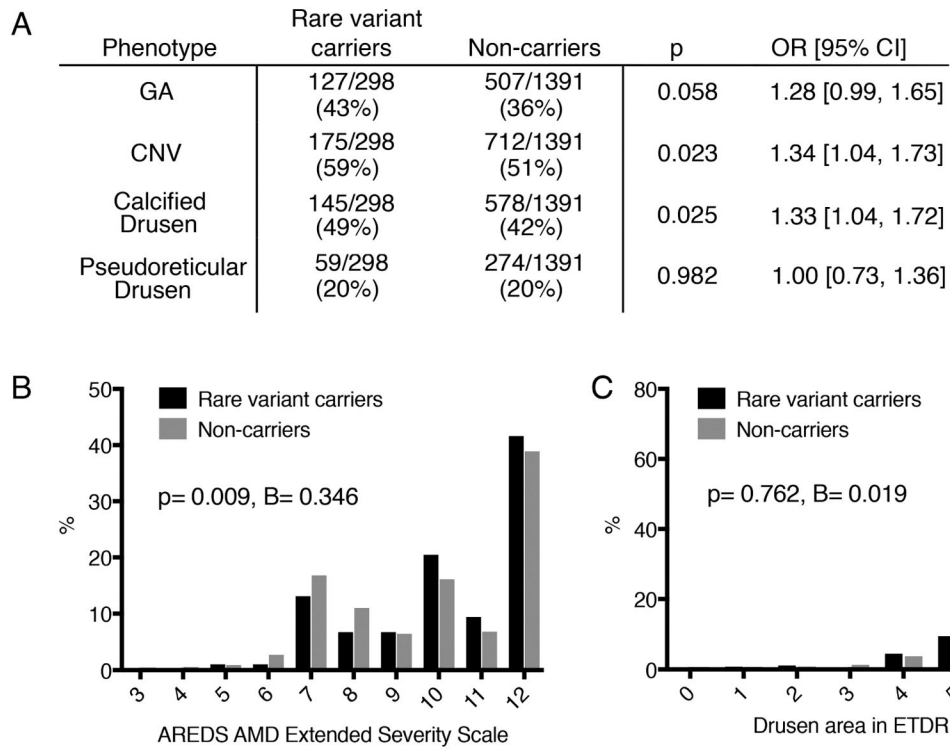 A
Phenotype Rare variant carriers Non-carriers p OR [95% CI]
GA 127/298 (43%) 507/1391 (36%) 0.058 1.28 [0.99, 1.65]
CNV 175/298 (59%) 712/1391 (51%) 0.023 1.34 [1.04, 1.73]
Calcified Drusen 145/298 (49%) 578/1391 (42%) 0.025 1.33 [1.04, 1.72]
Pseudoreticular Drusen 59/298 (20%) 274/1391 (20%) 0.982 1.00 [0.73, 1.36]
B
Rare variant carriers
Non-carriers
p= 0.009, B= 0.346
%
50
40
30
20
10
0
3 4 5 6 7 8 9 10 11 12
AREDS AMD Extended Severity Scale
C
Rare variant carriers
Non-carriers
p= 0.762, B= 0.019
%
80
60
40
20
0
0 1 2 3 4
Drusen area in ETDR